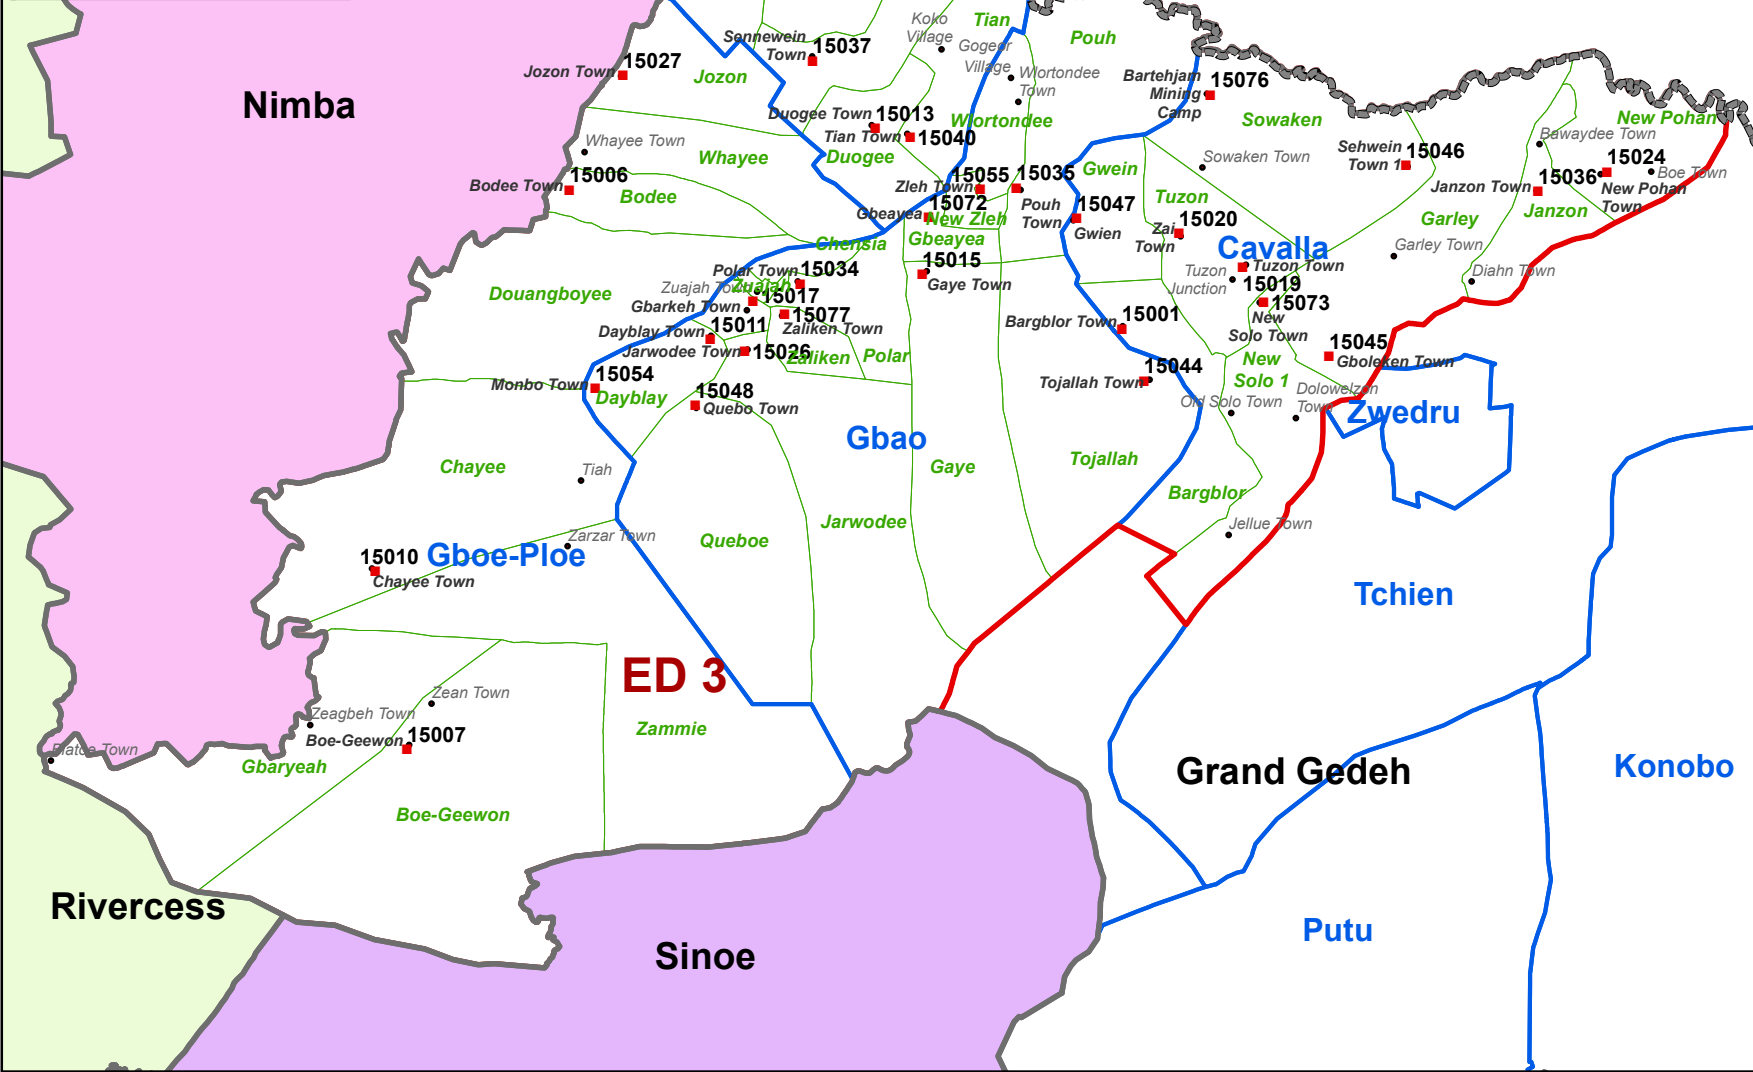 Koko
Village
Tian
Sennewein
Town
15037
Gogeor
Village
Pouh
15027
Jozon Town
Jozon
Wlortondee
Town
Bartehjam
Mining
Camp
15076
Nimba
Duogee Town
15013
Tian Town
15040
Wlortondee
Sowaken
New Pohan
Bawaydee Town
Whayee Town
Whayee
Duogee
Sehwein
Town 1
15046
15024
Sowaken Town
Gwein
Boe Town
15006
Bodee Town
Bodee
15055
Zleh Town
15035
15036
Janzon Town
New Pohan
Town
Tuzon
15072
Gbeayea
New Zleh
Pouh
Town
15047
Gwien
15020
Zai
Town
Garley
Janzon
Chensia
Gbeayea
Cavalla
Garley Town
15015
Gaye Town
Polar Town
15034
Tuzon Town
Tuzon
Junction
15019
Diahn Town
Zuajah Town
Zuajah
Douangboyee
15017
Gbarkeh Town
15073
New
Solo Town
15077
Zaliken Town
15001
Bargblor Town
15011
Dayblay Town
15045
Gboleken Town
Jarwodee Town
15026
Zaliken
Polar
New
Solo 1
15044
Tojallah Town
15054
Monbo Town
Dayblay
15048
Quebo Town
Old Solo Town
Dolowelzon
Town
Zwedru
Gbao
Chayee
Tiah
Gaye
Tojallah
Bargblor
Jarwodee
Jellue Town
Queboe
Zarzar Town
15010
Chayee Town
Gboe-Ploe
Tchien
ED 3
Zean Town
Zeagbeh Town
Zammie
15007
Boe-Geewon
Gbaryeah
Grand Gedeh
Konobo
Boe-Geewon
Rivercess
Putu
Sinoe